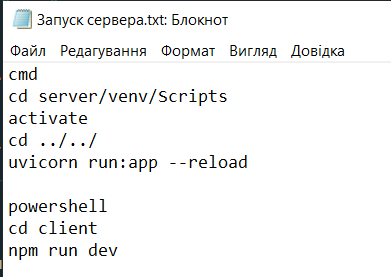 Запуск сервера.txt: Блокнот
Файл Редагування Формат Вигляд Довідка
cmd
cd server/venv/Scripts
activate
cd ../../
uvicorn run:app --reload

powershell
cd client
npm run dev